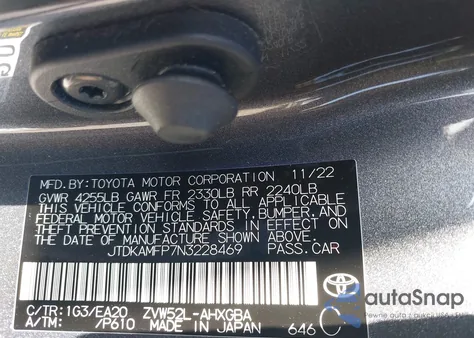 MFD.BY:TOYOTA MOTOR CORPORATION 11/22
GVWR 4255LB GAWR FR 2330LB RR 2240LB
THIS VEHICLE CONFORMS TO ALL APPLICABLE
FEDERAL MOTOR VEHICLE SAFETY, BUMPER, AND
THEFT PREVENTION STANDARDS IN EFFECT ON
THE DATE OF MANUFACTURE SHOWN ABOVE.
JTDKAMFP7N3228469 PASS.CAR
C/TR:1G3/EA20 ZVW52L-AHXGBA
A/TM: /P610 MADE IN JAPAN 646 C
TOYOTA
autoSnap